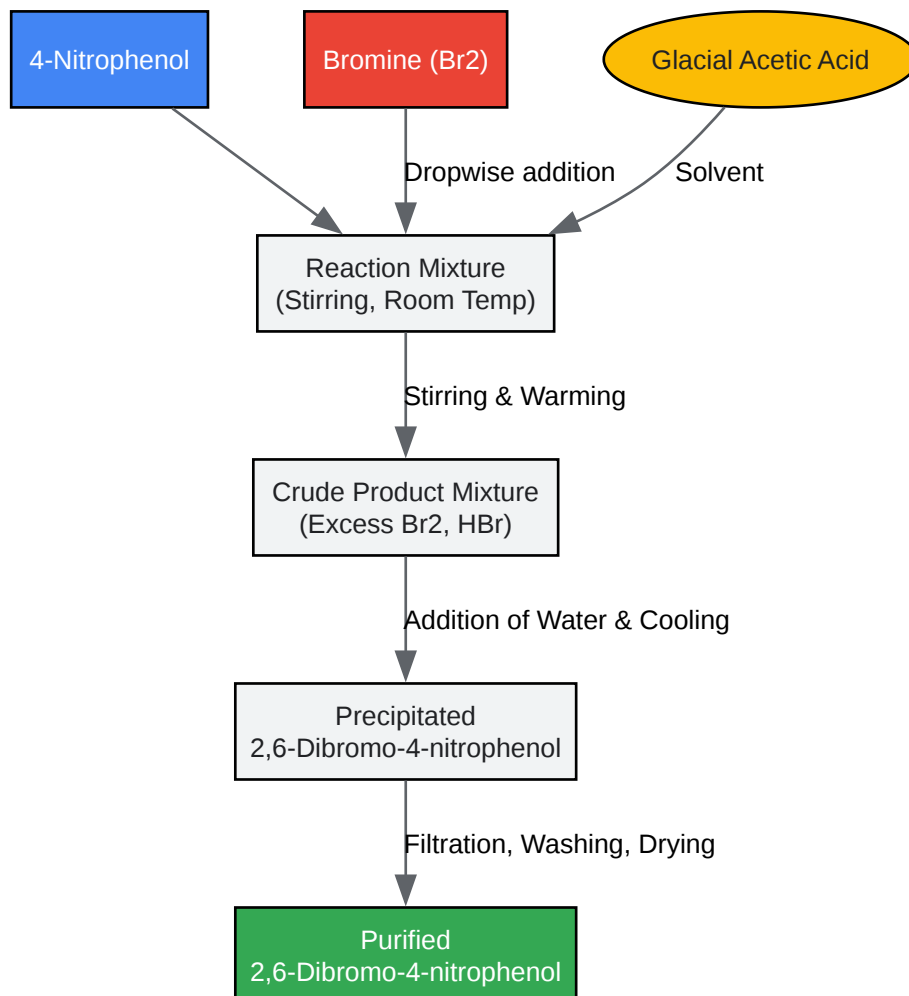 4-Nitrophenol
Bromine (Br2)
Glacial Acetic Acid
Dropwise addition
Solvent
Reaction Mixture
(Stirring, Room Temp)
Stirring & Warming
Crude Product Mixture
(Excess Br2, HBr)
Addition of Water & Cooling
Precipitated
2,6-Dibromo-4-nitrophenol
Filtration, Washing, Drying
Purified
2,6-Dibromo-4-nitrophenol